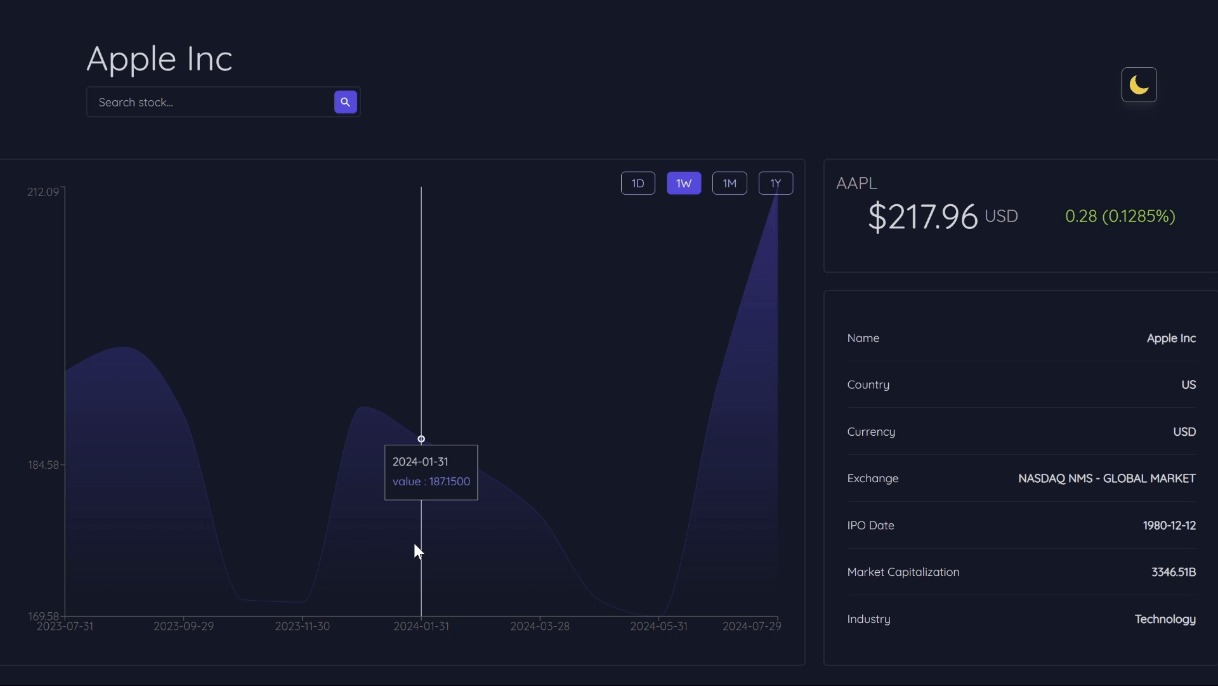 Apple Inc
Search stock...
1D
1W
1M
1Y
212.09
184.58
169.58
2024-01-31
value : 187.1500
2023-07-31
2023-09-29
2023-11-30
2024-01-31
2024-03-28
2024-05-31
2024-07-29
AAPL
$217.96 USD 0.28 (0.1285%)
Name Apple Inc
Country US
Currency USD
Exchange NASDAQ NMS - GLOBAL MARKET
IPO Date 1980-12-12
Market Capitalization 3346.51B
Industry Technology